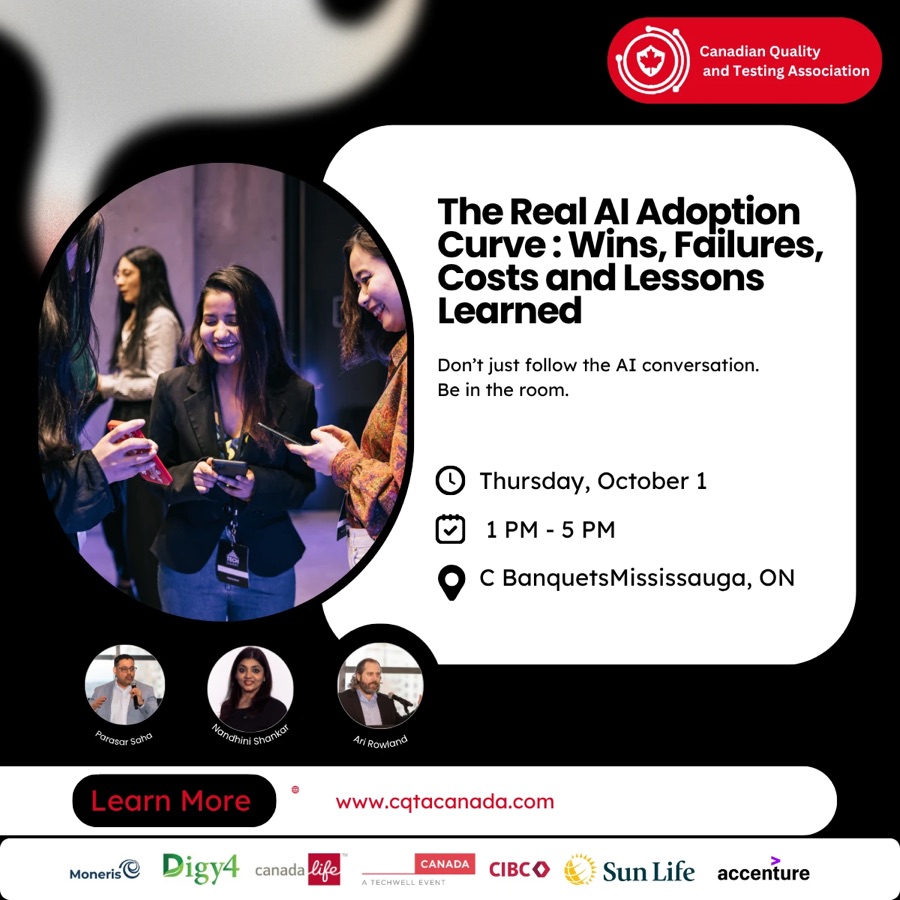 Canadian Quality
and Testing Association
The Real AI Adoption
Curve : Wins, Failures,
Costs and Lessons
Learned
Don't just follow the AI conversation.
Be in the room.
Thursday, October 1
1 PM - 5 PM
C BanquetsMississauga, ON
TECH
Parasar Saha
Nandhini Shankar
Ari Rowland
Learn More
www.cqtacanada.com
Moneris
Digy4
canada life
CANADA
A TECHWELL EVENT
CIBC
Sun Life
accenture